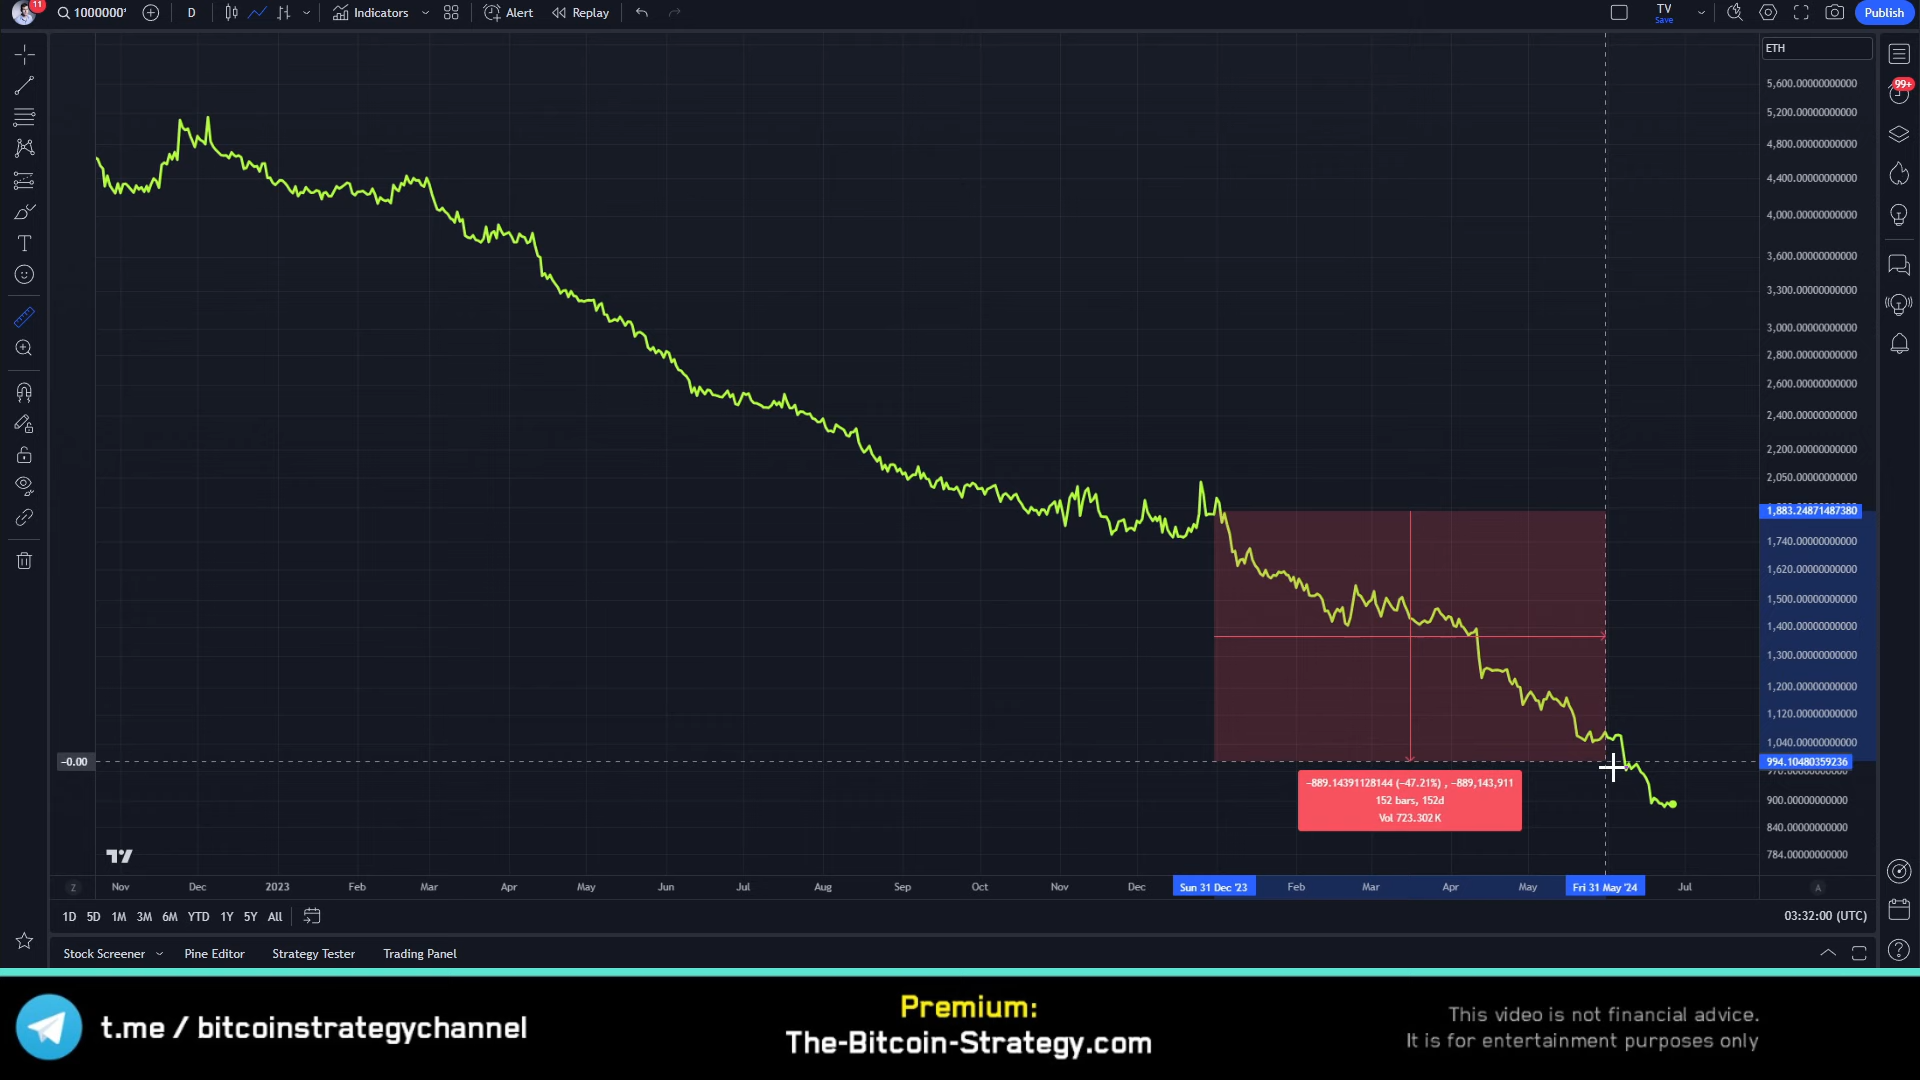 11
1000000*
D
Indicators
Alert
Replay
TV
Save
Publish
ETH
99+
5,600.00000000000
5,200.00000000000
4,800.00000000000
4,400.00000000000
4,000.00000000000
3,600.00000000000
3,300.00000000000
3,000.00000000000
2,800.00000000000
2,600.00000000000
2,400.00000000000
2,200.00000000000
2,050.00000000000
1,883.24871487380
1,740.00000000000
1,620.00000000000
1,500.00000000000
1,400.00000000000
1,300.00000000000
1,200.00000000000
1,120.00000000000
1,040.00000000000
994.10480359236
970.00000000000
900.00000000000
840.00000000000
784.00000000000
−0.00
−889.14391128144 (−47.21%) , −889,143,911
152 bars, 152d
Vol 723.302 K
Z
Nov
Dec
2023
Feb
Mar
Apr
May
Jun
Jul
Aug
Sep
Oct
Nov
Dec
Sun 31 Dec '23
Feb
Mar
Apr
May
Fri 31 May '24
Jul
A
1D 5D 1M 3M 6M YTD 1Y 5Y All
03:32:00 (UTC)
Stock Screener Pine Editor Strategy Tester Trading Panel
t.me / bitcoinstrategychannel
Premium:
The-Bitcoin-Strategy.com
This video is not financial advice.
It is for entertainment purposes only